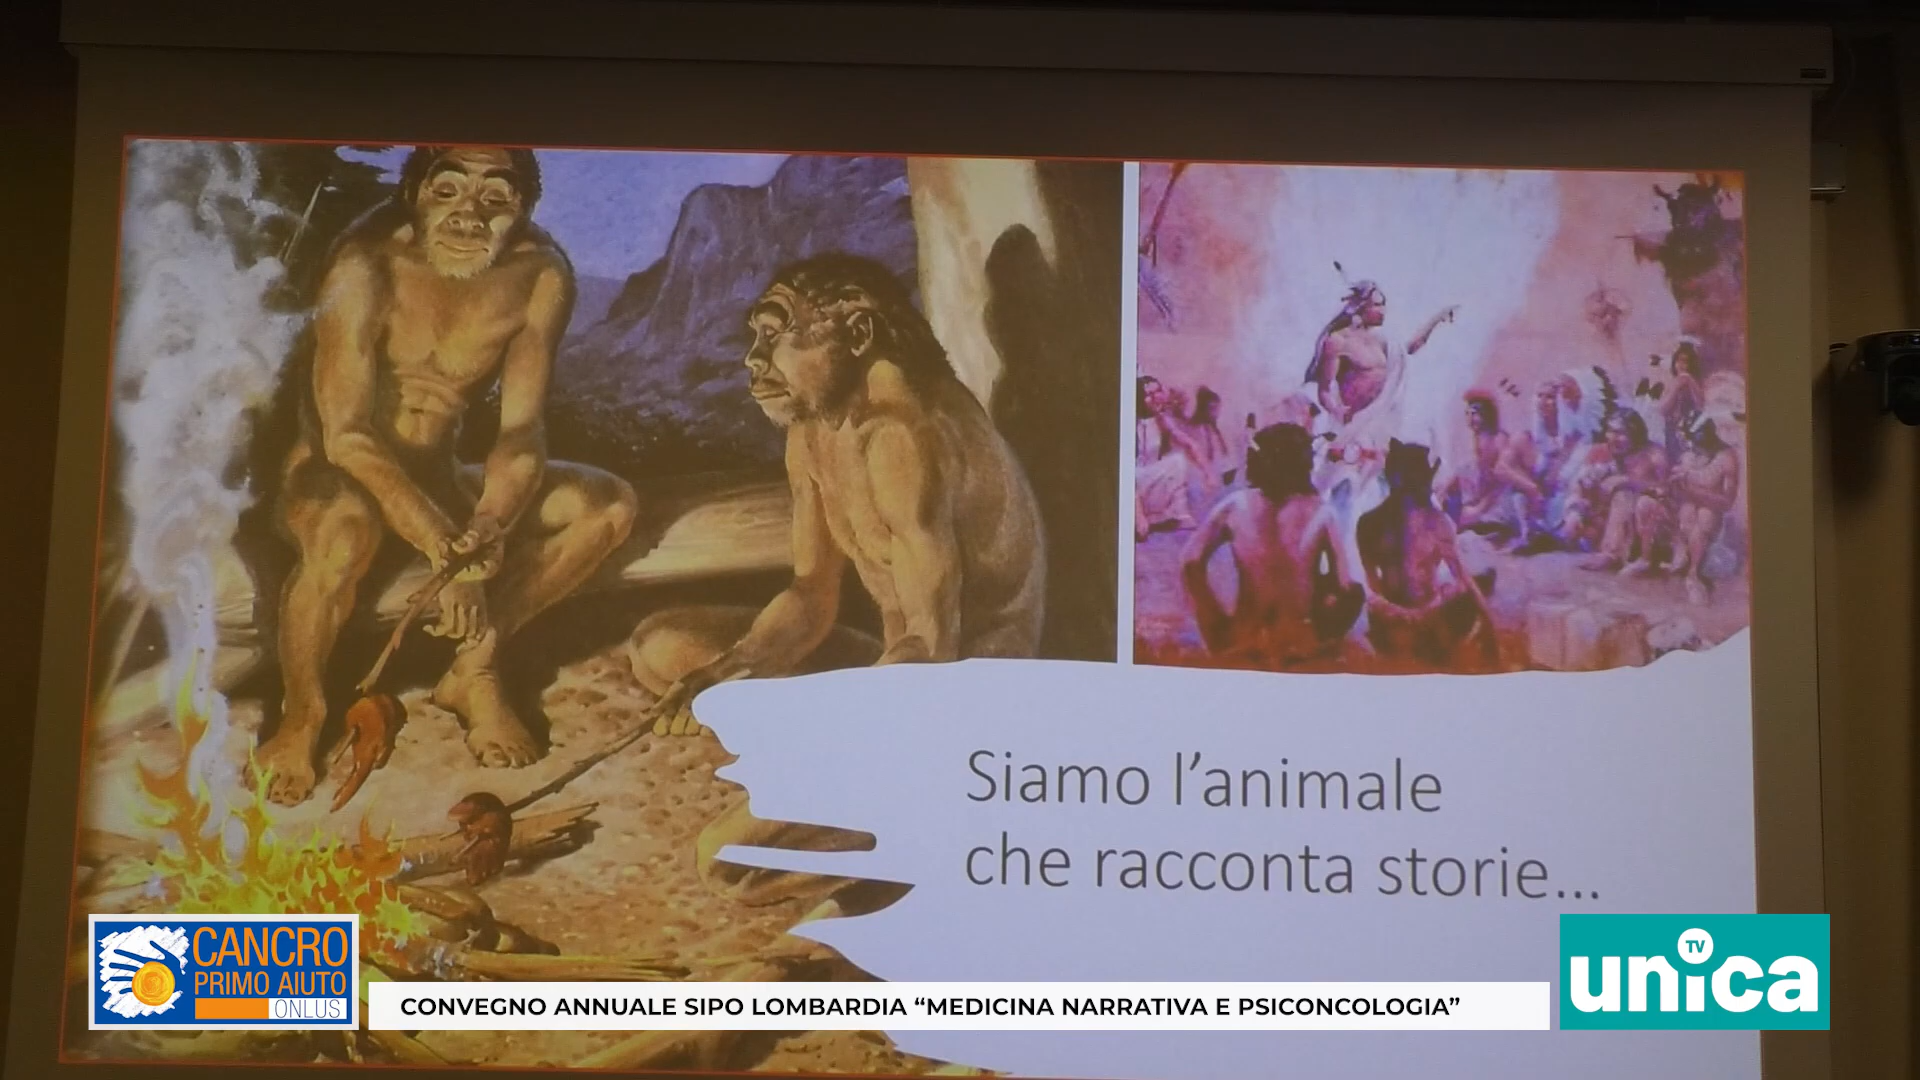 Siamo l'animale
che racconta storie...
CANCRO
PRIMO AIUTO
ONLUS
CONVEGNO ANNUALE SIPO LOMBARDIA “MEDICINA NARRATIVA E PSICONCOLOGIA”
TV
unica